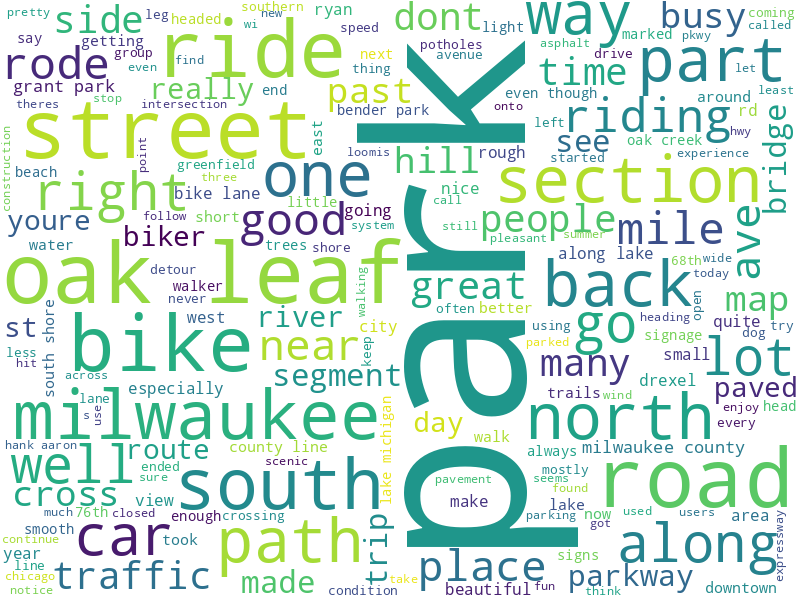 pretty
southern
leg
headed
ryan
side
wi
new
dont
light
way
busy
coming
called
rode
say
getting
group
even
find
ride
speed
next
potholes
avenue
asphalt
pkwy
marked
drive
part
let
grant park
really
end
thing
past
time
theres
stop
intersection
bender park
even though
onto
around
least
street
point
construction
beach
greenfield
three
east
loomis
hill
rough
left
riding
rd
hwy
see
oak creek
started
experience
bridge
right
bike lane
one
little
nice
call
section
youre
follow
short
good
going
system
still
people
mile
ave
water
biker
trees
shore
pleasant
summer
detour
walker
never
oak leaf
walking
great
along lake
back
68th
wide
today
map
often
better
open
st
south shore
west
river
city
using
go
heading
signage
quite
dog
try
less
hit
bike
near
keep
parked
park
many
small
lot
across
especially
segment
trails
wind
drexel
paved
enjoy
head
every
lane
s
use
milwaukee
lake michigan
day
walk
north
hank aaron
route
county line
always
milwaukee county
well
ended
sure
scenic
view
south
mostly
seems
found
road
cross
pavement
make
lake
much
76th
closed
enough
crossing
trip
parking
now
got
used
users
area
smooth
car
took
path
along
expressway
continue
year
line
chicago
notice
traffic
made
condition
take
place
beautiful
fun
signs
parkway
think
downtown